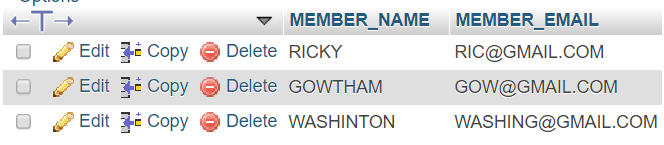 Options
MEMBER_NAME MEMBER_EMAIL
Edit Copy Delete RICKY RIC@GMAIL.COM
Edit Copy Delete GOWTHAM GOW@GMAIL.COM
Edit Copy Delete WASHINTON WASHING@GMAIL.COM